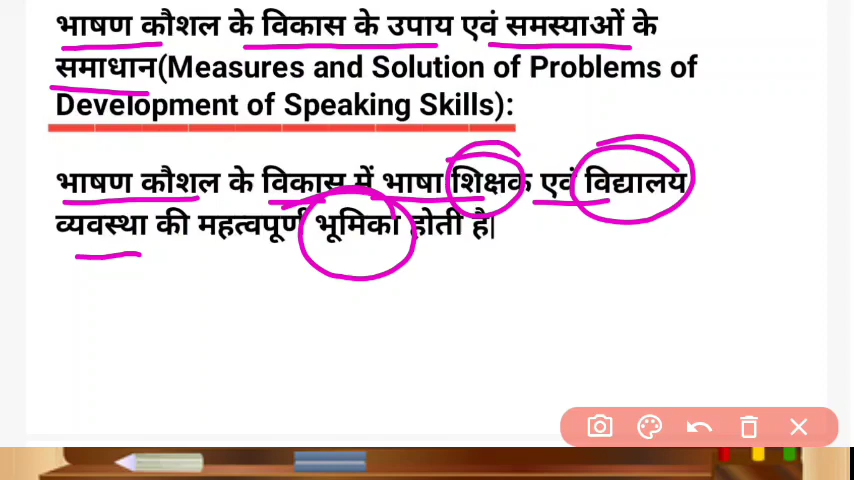 भाषण कौशल के विकास के उपाय एवं समस्याओं के
समाधान(Measures and Solution of Problems of
Development of Speaking Skills):
भाषण कौशल के विकास में भाषा शिक्षक एवं विद्यालय
व्यवस्था की महत्वपूर्ण भूमिका होती है|